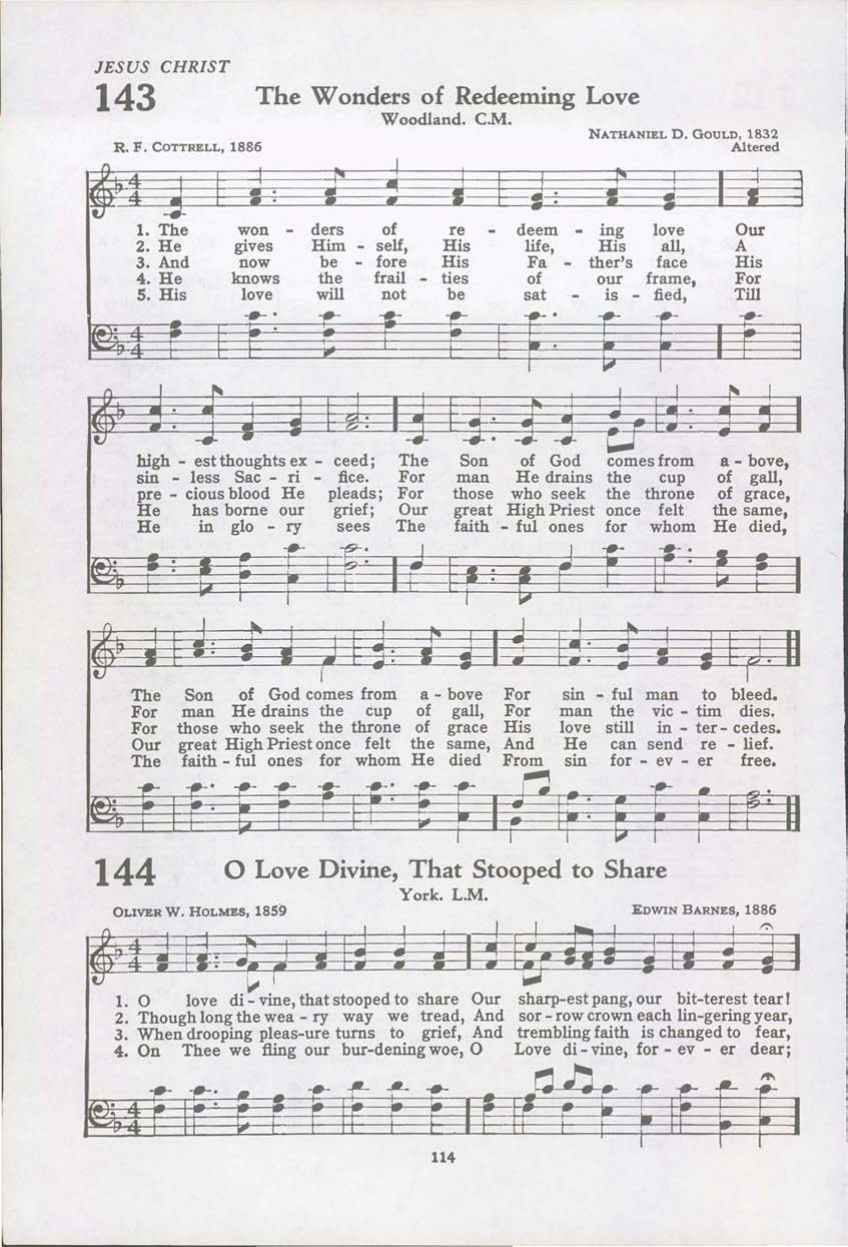 JESUS CHRIST
143 The Wonders of Redeeming Love
Woodland. C.M.
R. F. COTTRELL, 1886
NATHANIEL D. GOULD, 1832
Altered
1. The won - ders of re - deem - ing love Our
2. He gives Him - self, His life, His all, A
3. And now be - fore His Fa - ther's face His
4. He knows the frail - ties of our frame, For
5. His love will not be sat - is - fied, Till
high - est thoughts ex - ceed; The Son of God comes from a - bove,
sin - less Sac - ri - fice. For man He drains the cup of gall,
pre - cious blood He pleads; For those who seek the throne of grace,
He has borne our grief; Our great High Priest once felt the same,
He in glo - ry sees The faith - ful ones for whom He died,
The Son of God comes from a - bove For sin - ful man to bleed.
For man He drains the cup of gall, For man the vic - tim dies.
For those who seek the throne of grace His love still in - ter - cedes.
Our great High Priest once felt the same, And He can send re - lief.
The faith - ful ones for whom He died From sin for - ev - er free.
144 O Love Divine, That Stooped to Share
York. L.M.
OLIVER W. HOLMES, 1859
EDWIN BARNES, 1886
1. O love di - vine, that stooped to share Our sharp-est pang, our bit-terest tear!
2. Though long the wea - ry way we tread, And sor - row crown each lin-gering year,
3. When drooping pleas-ure turns to grief, And trembling faith is changed to fear,
4. On Thee we fling our bur-dening woe, O Love di - vine, for - ev - er dear;
114